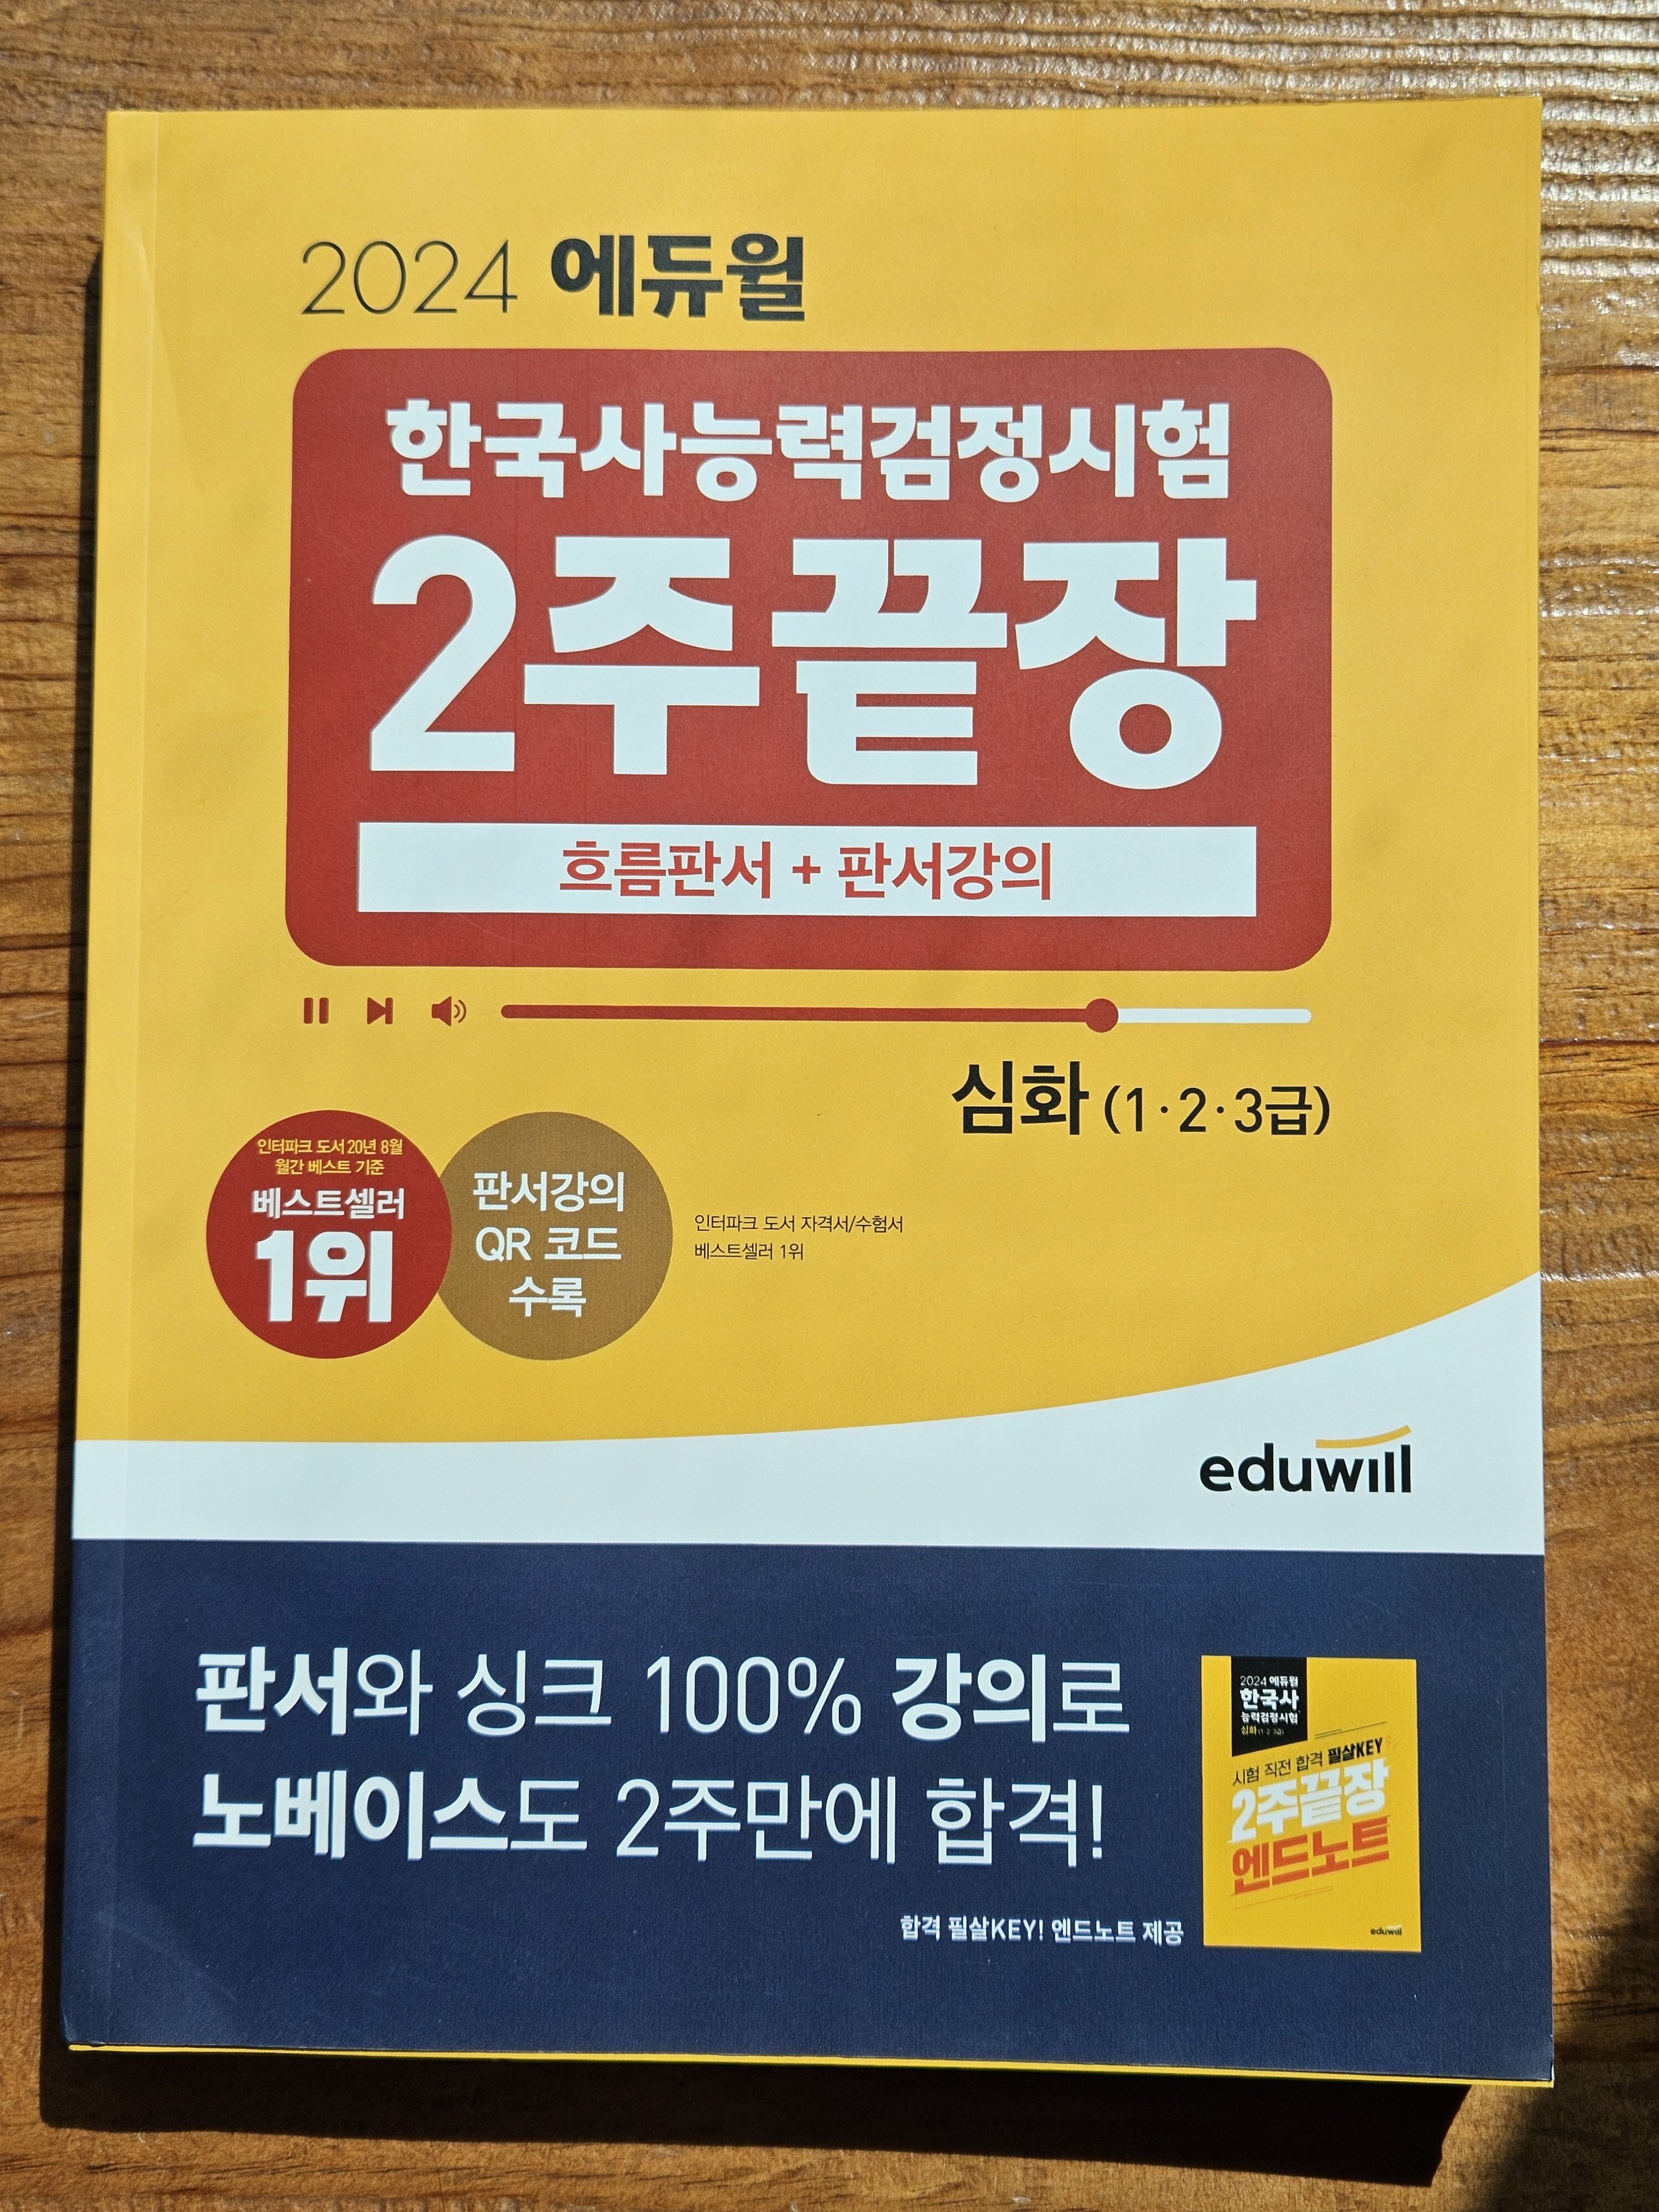 2024 에듀윌
한국사능력검정시험
2주끝장
흐름판서 + 판서강의
심화 (1·2·3급)
인터파크 도서 20년 8월
월간 베스트 기준
베스트셀러
1위
판서강의
QR 코드
수록
인터파크 도서 자격서/수험서
베스트셀러 1위
eduwill
판서와 싱크 100% 강의로
노베이스도 2주만에 합격!
합격 필살KEY! 엔드노트 제공
2024 에듀윌
한국사
능력검정시험
심화 (1·2·3급)
시험 직전 합격 필살KEY
2주끝장
엔드노트
eduwill